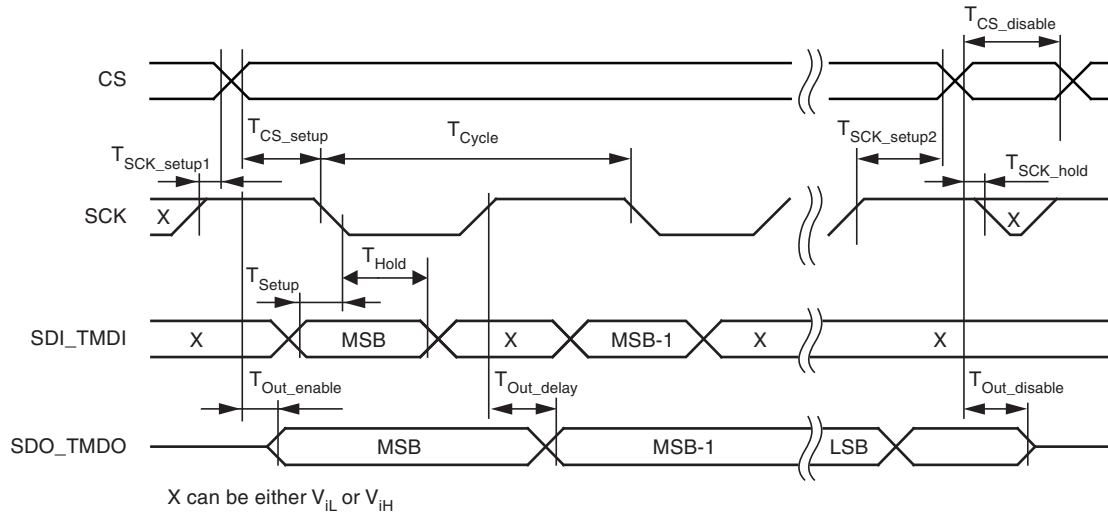 T_CS_disable
CS
T_CS_setup
T_Cycle
T_SCK_setup2
T_SCK_setup1
T_SCK_hold
SCK
X
X
T_Hold
T_Setup
SDI_TMDI
X
MSB
X
MSB-1
X
X
T_Out_enable
T_Out_delay
T_Out_disable
SDO_TMDO
MSB
MSB-1
LSB
X can be either V_iL or V_iH